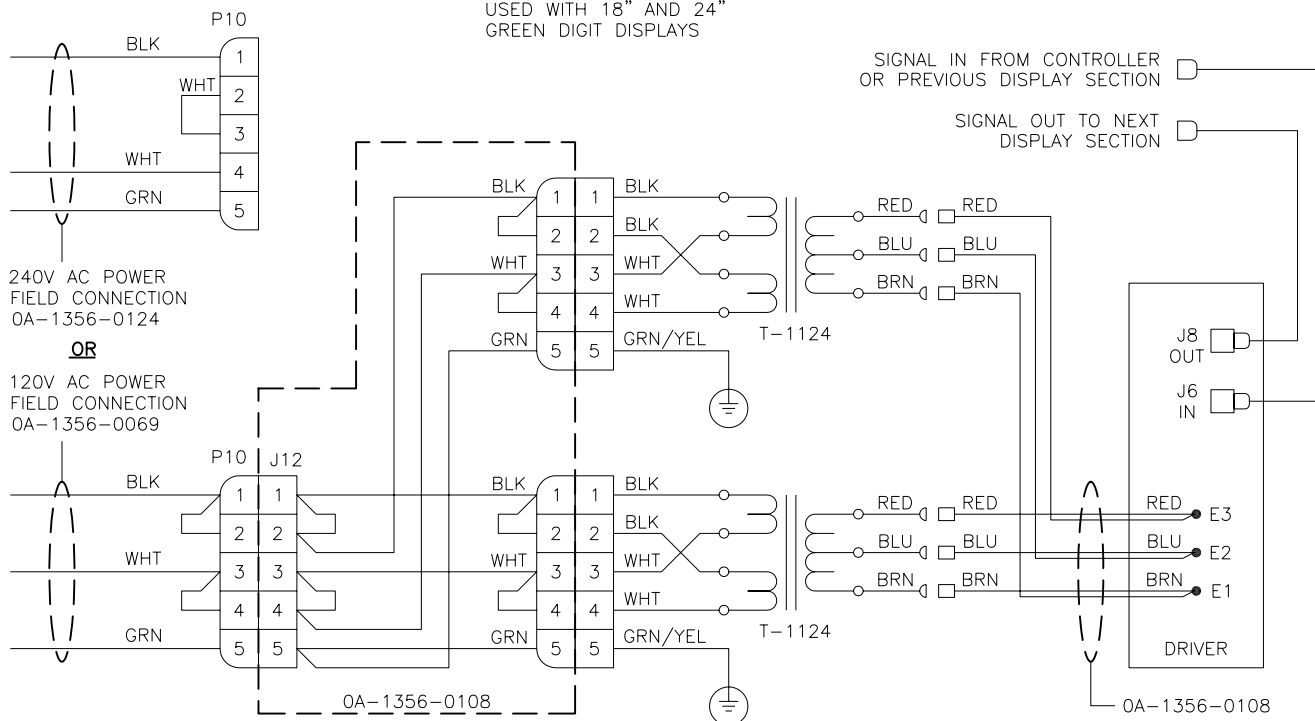 USED WITH 18" AND 24"
GREEN DIGIT DISPLAYS
P10
BLK
1
WHT
2
3
WHT
4
GRN
5
240V AC POWER
FIELD CONNECTION
0A-1356-0124
OR
120V AC POWER
FIELD CONNECTION
0A-1356-0069
SIGNAL IN FROM CONTROLLER
OR PREVIOUS DISPLAY SECTION
SIGNAL OUT TO NEXT
DISPLAY SECTION
BLK 1 1 BLK
2 2 BLK
WHT 3 3 WHT
4 4 WHT
GRN 5 5 GRN/YEL
T-1124
RED RED
BLU BLU
BRN BRN
J8
OUT
J6
IN
P10 J12
BLK 1 1
2 2
WHT 3 3
4 4
GRN 5 5
BLK 1 1 BLK
2 2 BLK
WHT 3 3 WHT
4 4 WHT
GRN 5 5 GRN/YEL
T-1124
RED RED RED E3
BLU BLU BLU E2
BRN BRN BRN E1
DRIVER
0A-1356-0108
0A-1356-0108